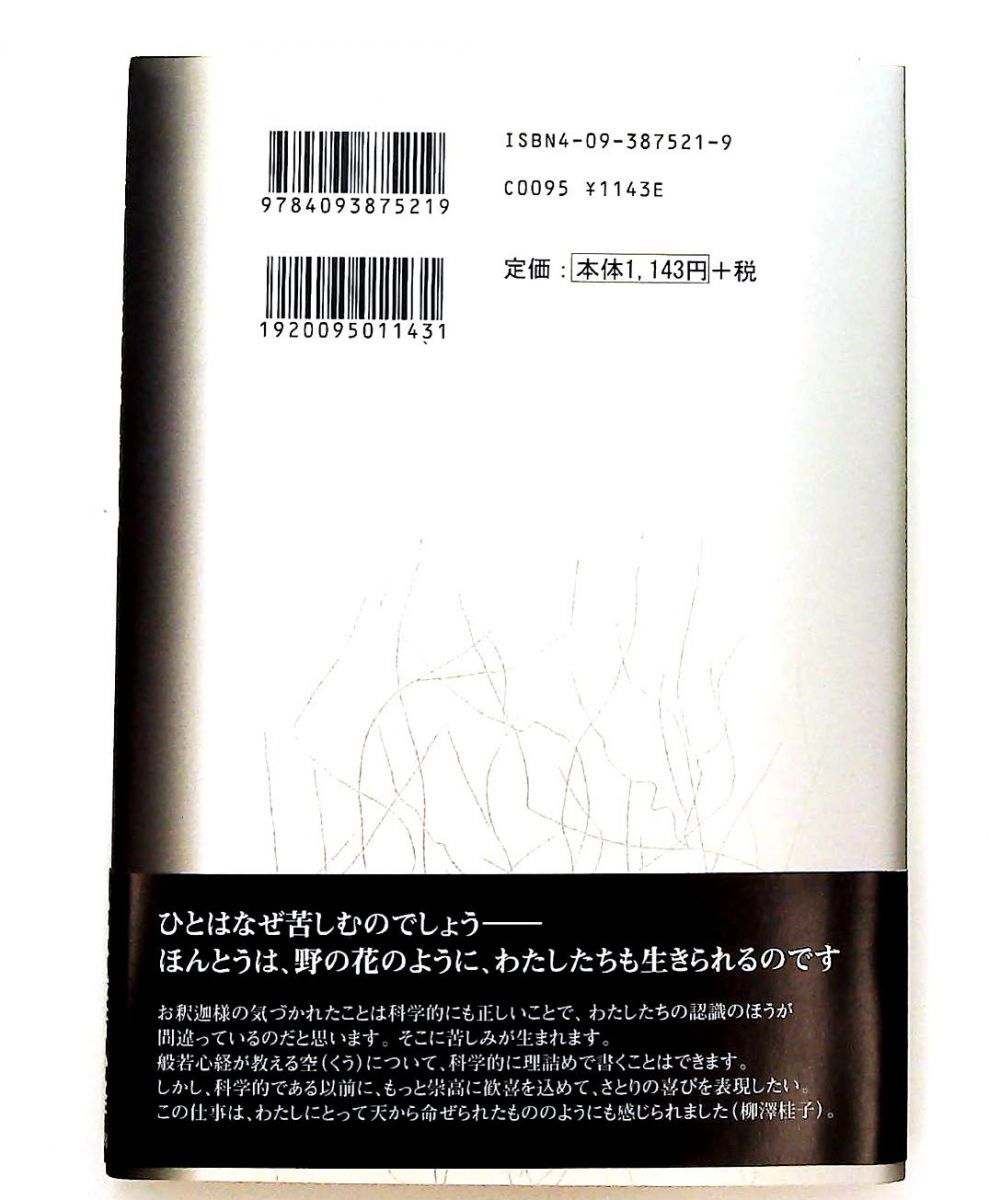 ISBN4-09-387521-9
9784093875219
C0095 ¥1143E
定価：本体1,143円＋税
1920095011431
ひとはなぜ苦しむのでしょう――
ほんとうは、野の花のように、わたしたちも生きられるのです
お釈迦様の気づかれたことは科学的にも正しいことで、わたしたちの認識のほうが
間違っているのだと思います。そこに苦しみが生まれます。
般若心経が教える空（くう）について、科学的に理詰めで書くことはできます。
しかし、科学的である以前に、もっと崇高に歓喜を込めて、さとりの喜びを表現したい。
この仕事は、わたしにとって天から命ぜられたもののようにも感じられました（柳澤桂子）。